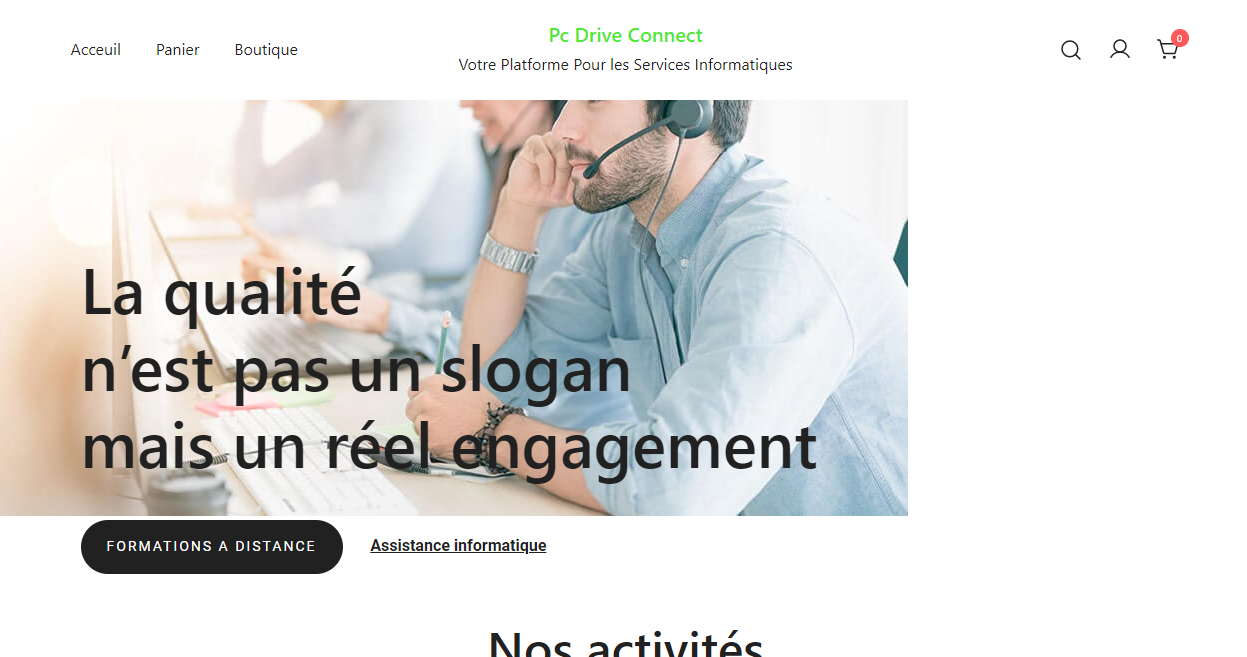 Acceuil
Panier
Boutique
Pc Drive Connect
Votre Platforme Pour les Services Informatiques
0
La qualité
n’est pas un slogan
mais un réel engagement
FORMATIONS A DISTANCE
Assistance informatique
Nos activités